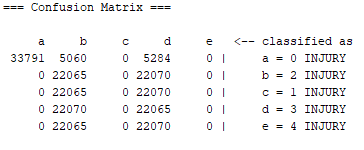 === Confusion Matrix ===
a b c d e <-- classified as
33791 5060 0 5284 0 | a = 0 INJURY
0 22065 0 22070 0 | b = 2 INJURY
0 22065 0 22070 0 | c = 1 INJURY
0 22070 0 22065 0 | d = 3 INJURY
0 22065 0 22070 0 | e = 4 INJURY